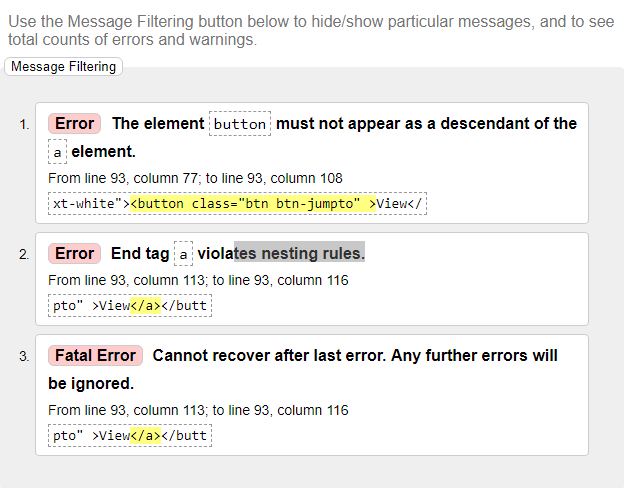 Use the Message Filtering button below to hide/show particular messages, and to see
total counts of errors and warnings.
Message Filtering
1. Error The element button must not appear as a descendant of the
a element.
From line 93, column 77; to line 93, column 108
xt-white"><button class="btn btn-jumpto" >View</
2. Error End tag a violates nesting rules.
From line 93, column 113; to line 93, column 116
pto" >View</a></butt
3. Fatal Error Cannot recover after last error. Any further errors will
be ignored.
From line 93, column 113; to line 93, column 116
pto" >View</a></butt